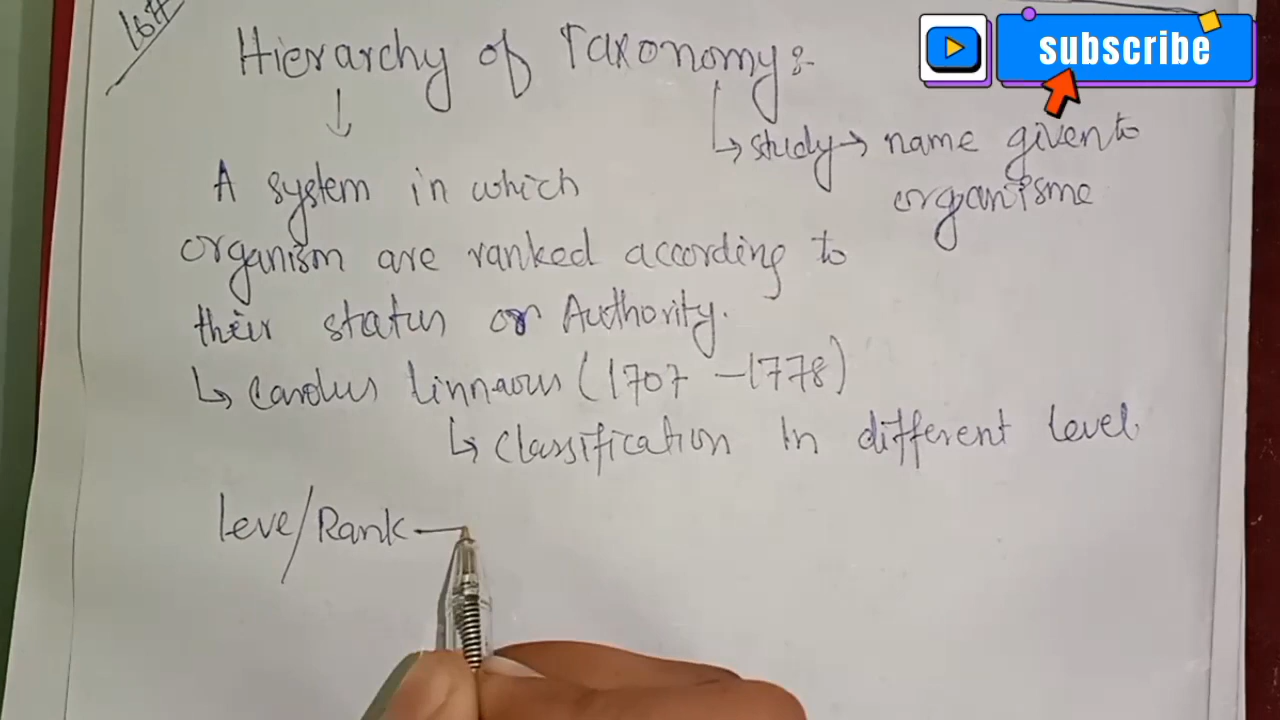 16th
subscribe
Hierarchy of Taxonomy:-
↳ study → name given to
organisme
A system in which
organism are ranked according to
their status or Authority.
↳ Carolus linnaous (1707 - 1778)
↳ classification In different level
leve/Rank —